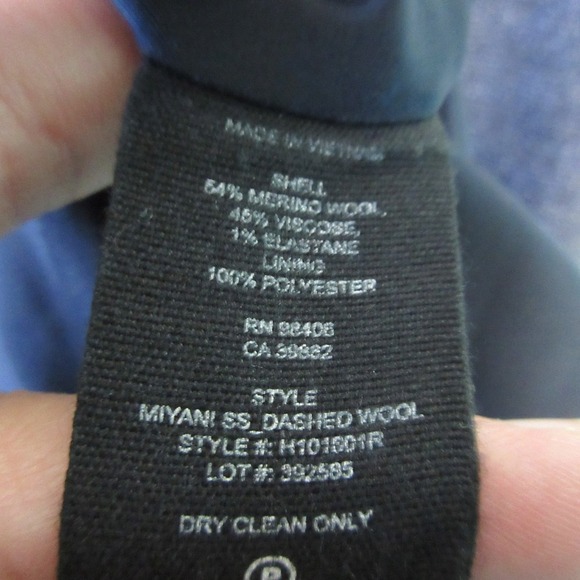 MADE IN VIETNAM
SHELL
54% MERINO WOOL,
45% VISCOSE,
1% ELASTANE
LINING
100% POLYESTER
RN 98406
CA 39882
STYLE
MIYANI SS_DASHED WOOL
STYLE #: H101601R
LOT #: 392585
DRY CLEAN ONLY
P